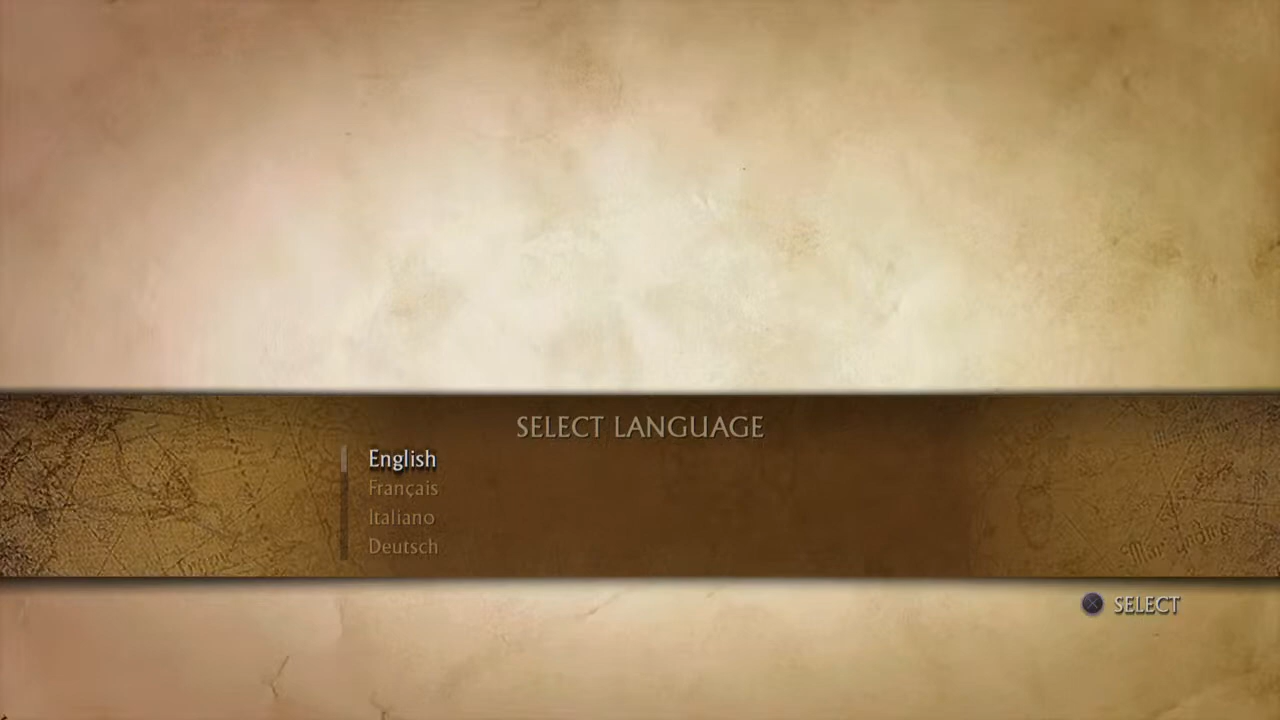 SELECT LANGUAGE
English
Français
Italiano
Deutsch
SELECT